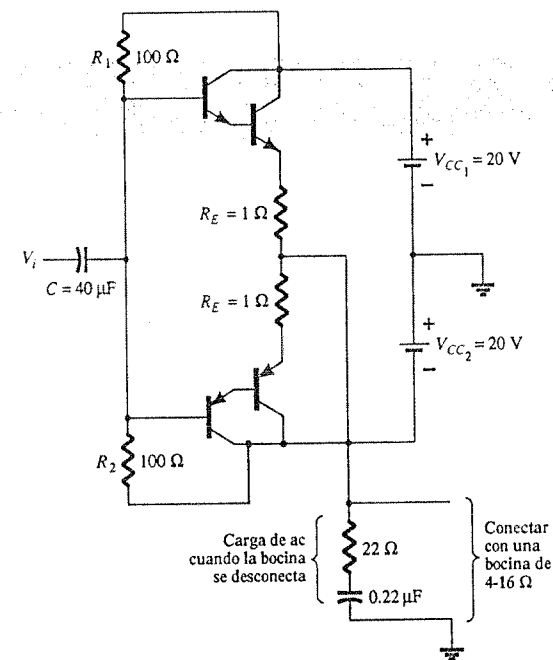 R1 100 Ω
VCC1 = 20 V
+
−
RE = 1 Ω
Vi
C = 40 µF
RE = 1 Ω
VCC2 = 20 V
+
−
R2 100 Ω
Carga de ac
cuando la bocina
se desconecta
22 Ω
0.22 µF
Conectar
con una
bocina de
4-16 Ω